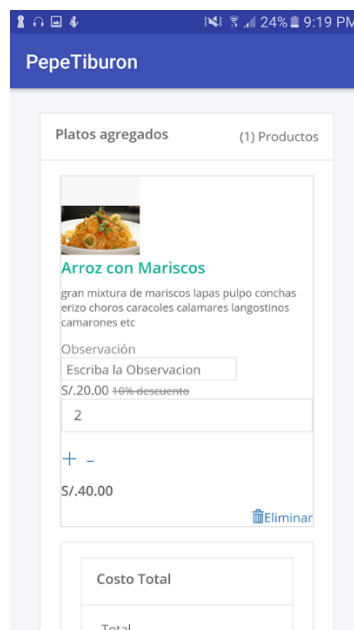 24% 9:19 PM
PepeTiburon
Platos agregados (1) Productos
Arroz con Mariscos
gran mixtura de mariscos lapas pulpo conchas
erizo choros caracoles calamares langostinos
camarones etc
Observación
Escriba la Observacion
S/.20.00 10% descuento
2
+ –
S/.40.00
Eliminar
Costo Total
Total